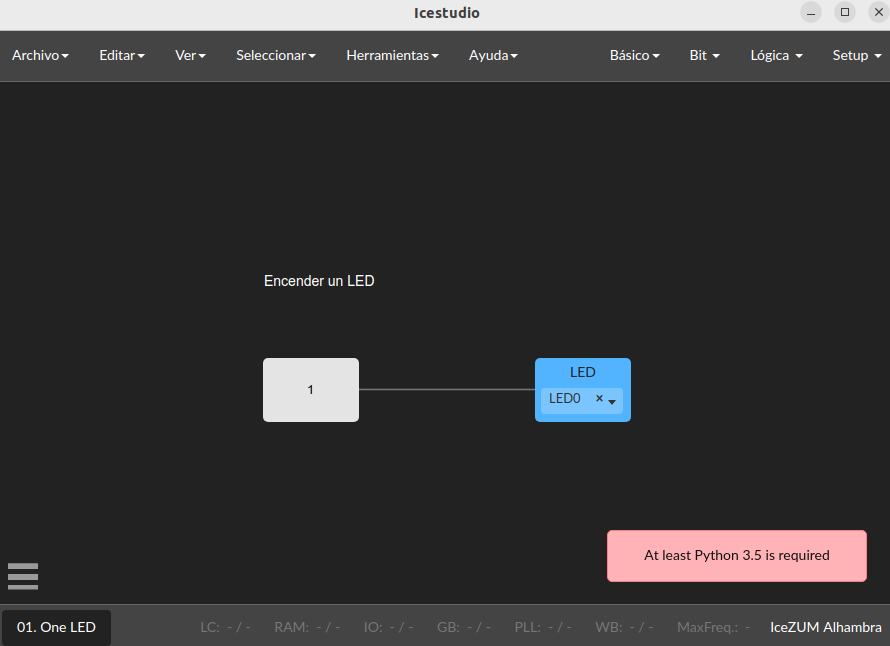 Icestudio
Archivo Editar Ver Seleccionar Herramientas Ayuda Básico Bit Lógica Setup
Encender un LED
1
LED
LED0 ×
At least Python 3.5 is required
01. One LED LC: - / - RAM: - / - IO: - / - GB: - / - PLL: - / - WB: - / - MaxFreq.: - IceZUM Alhambra